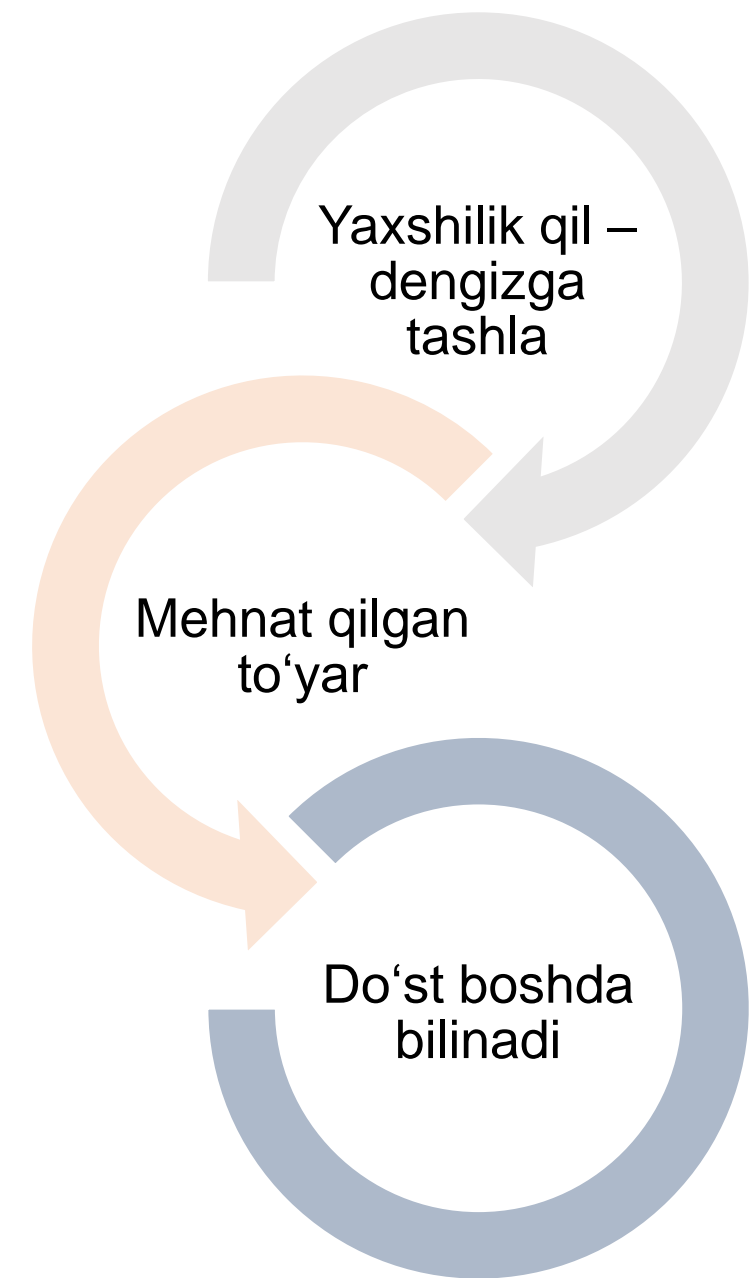 Yaxshilik qil –
dengizga
tashla
Mehnat qilgan
to‘yar
Do‘st boshda
bilinadi